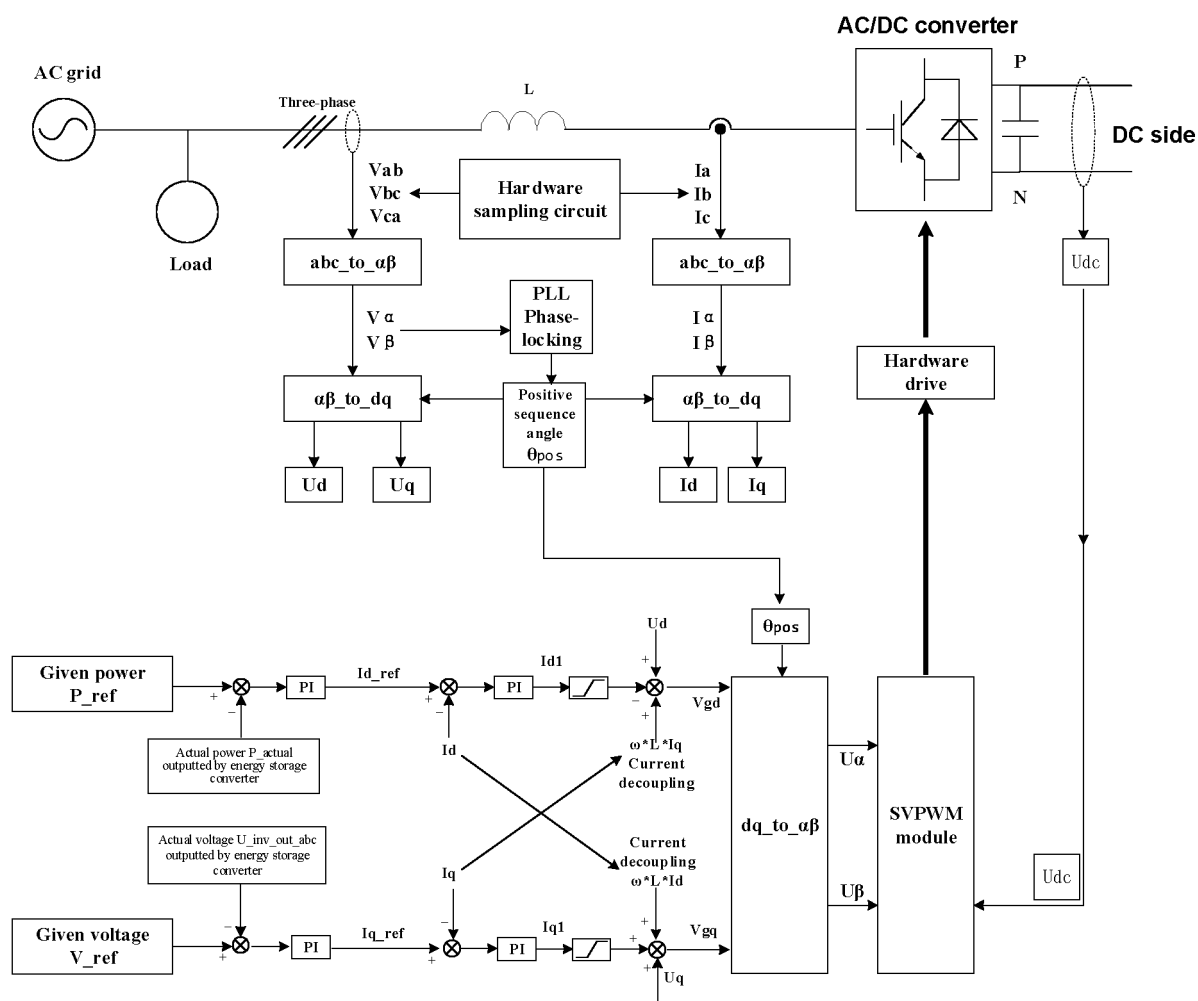 AC/DC converter
AC grid
Three-phase
L
P
DC side
N
Vab
Vbc
Vca
Hardware
sampling circuit
Ia
Ib
Ic
Load
abc_to_αβ
abc_to_αβ
Udc
V α
V β
PLL
Phase-
locking
I α
I β
Hardware
drive
αβ_to_dq
Positive
sequence
angle
θpos
αβ_to_dq
Ud
Uq
Id
Iq
θpos
Ud
Given power
P_ref
+
−
PI
Id_ref
+
−
PI
Id1
−
+
+
Vgd
Actual power P_actual
outputted by energy storage
converter
Id
ω*L*Iq
Current
decoupling
Uα
dq_to_αβ
SVPWM
module
Actual voltage U_inv_out_abc
outputted by energy storage
converter
Iq
Current
decoupling
ω*L*Id
Uβ
Udc
Given voltage
V_ref
−
+
PI
Iq_ref
−
+
PI
Iq1
+
+
+
Vgq
Uq